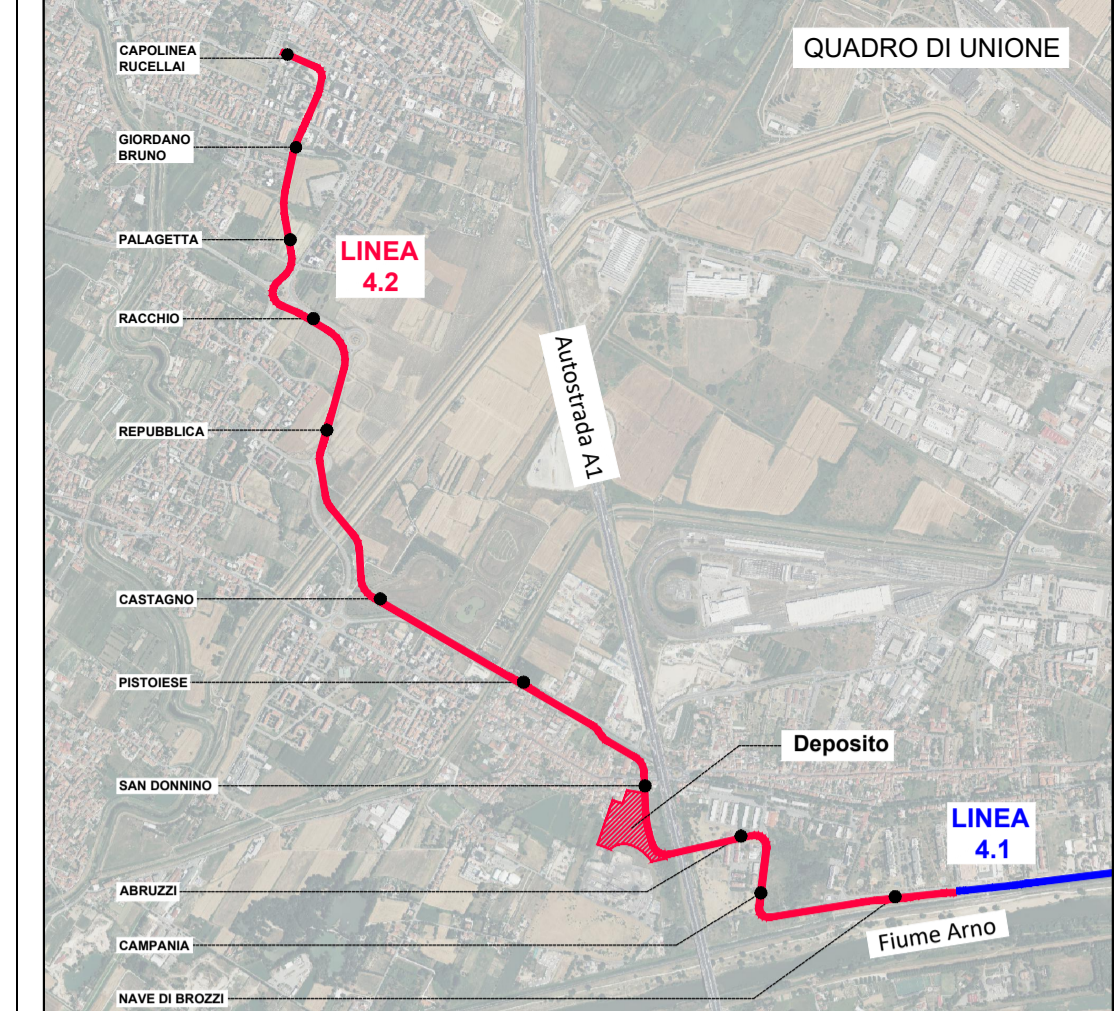 QUADRO DI UNIONE
CAPOLINEA
RUCELLAI
GIORDANO
BRUNO
PALAGETTA
LINEA
4.2
RACCHIO
Autostrada A1
REPUBBLICA
CASTAGNO
PISTOIESE
Deposito
SAN DONNINO
LINEA
4.1
ABRUZZI
Fiume Arno
CAMPANIA
NAVE DI BROZZI